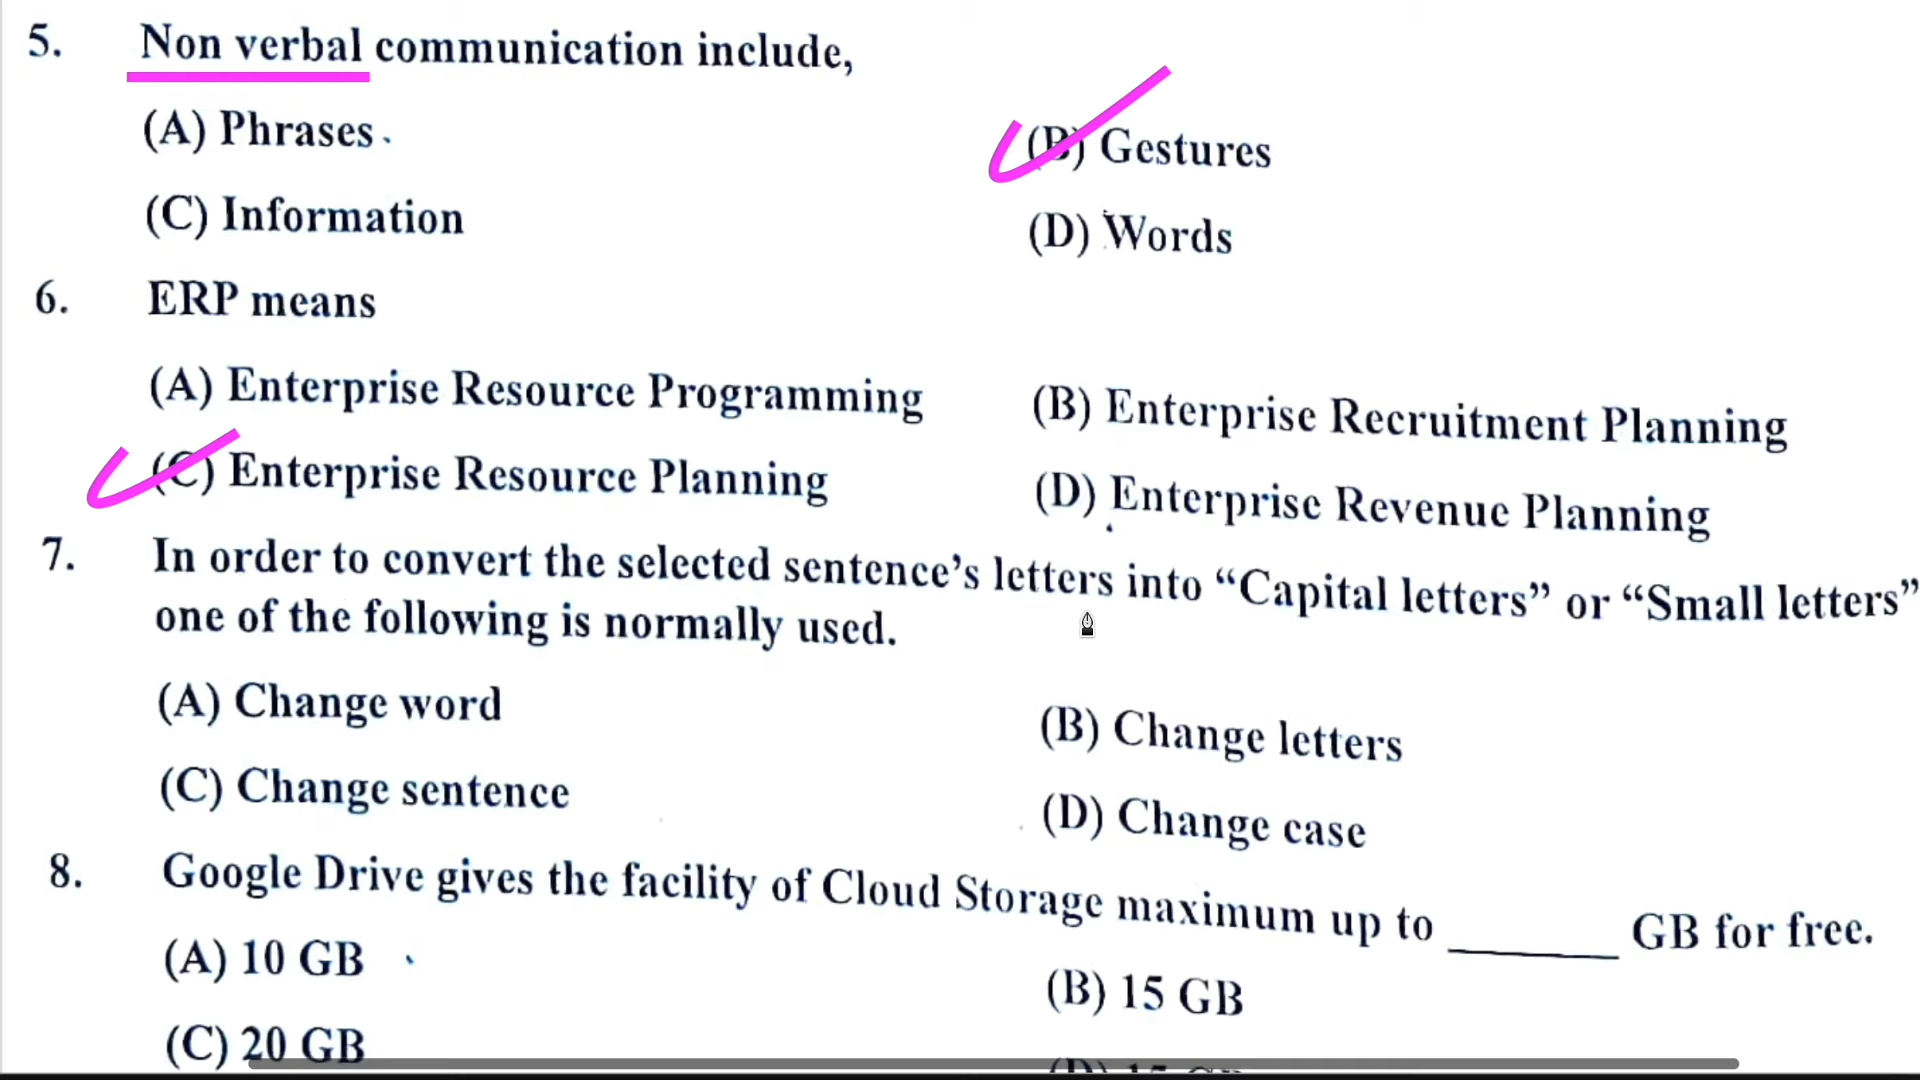 5. Non verbal communication include,
(A) Phrases
(B) Gestures
(C) Information
(D) Words
6. ERP means
(A) Enterprise Resource Programming
(B) Enterprise Recruitment Planning
(C) Enterprise Resource Planning
(D) Enterprise Revenue Planning
7. In order to convert the selected sentence’s letters into “Capital letters” or “Small letters”
one of the following is normally used.
(A) Change word
(B) Change letters
(C) Change sentence
(D) Change case
8. Google Drive gives the facility of Cloud Storage maximum up to ______ GB for free.
(A) 10 GB
(B) 15 GB
(C) 20 GB